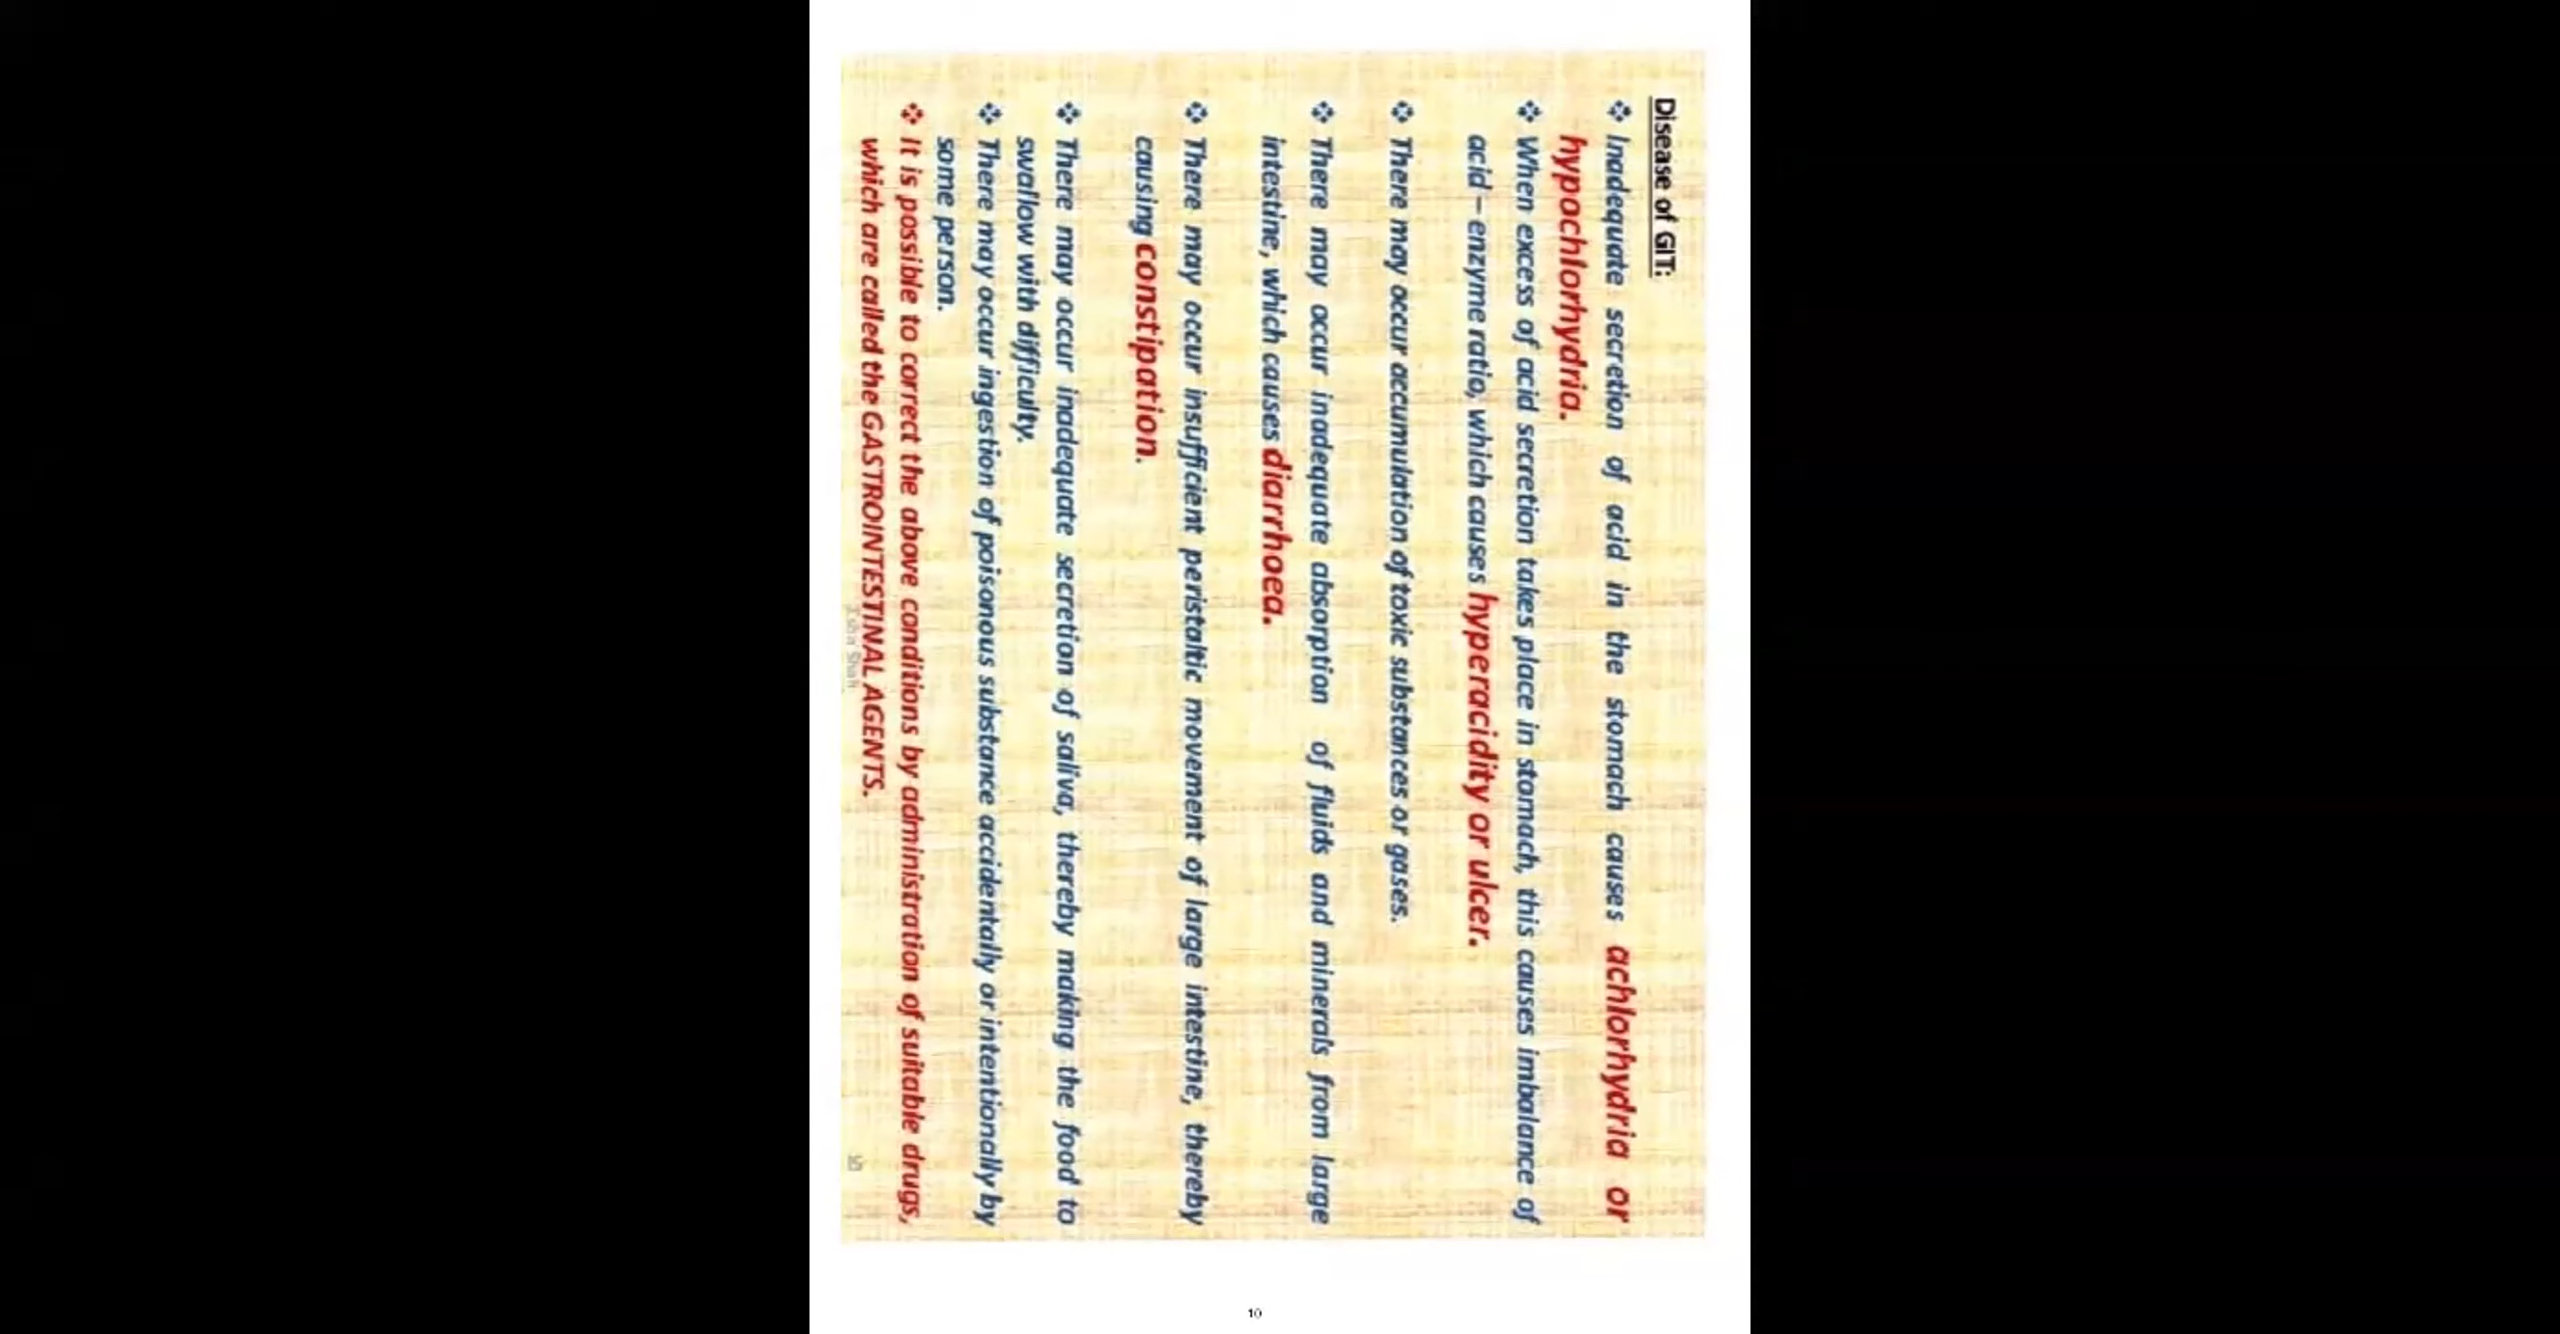 Disease of GIT:
❖ Inadequate secretion of acid in the stomach causes achlorhydria or
hypochlorhydria.
❖ When excess of acid secretion takes place in stomach, this causes imbalance of
acid – enzyme ratio, which causes hyperacidity or ulcer.
❖ There may occur accumulation of toxic substances or gases.
❖ There may occur inadequate absorption of fluids and minerals from large
intestine, which causes diarrhoea.
❖ There may occur insufficient peristaltic movement of large intestine, thereby
causing constipation.
❖ There may occur inadequate secretion of saliva, thereby making the food to
swallow with difficulty.
❖ There may occur ingestion of poisonous substance accidentally or intentionally by
some person.
❖ It is possible to correct the above conditions by administration of suitable drugs,
which are called the GASTROINTESTINAL AGENTS.
Shah
10